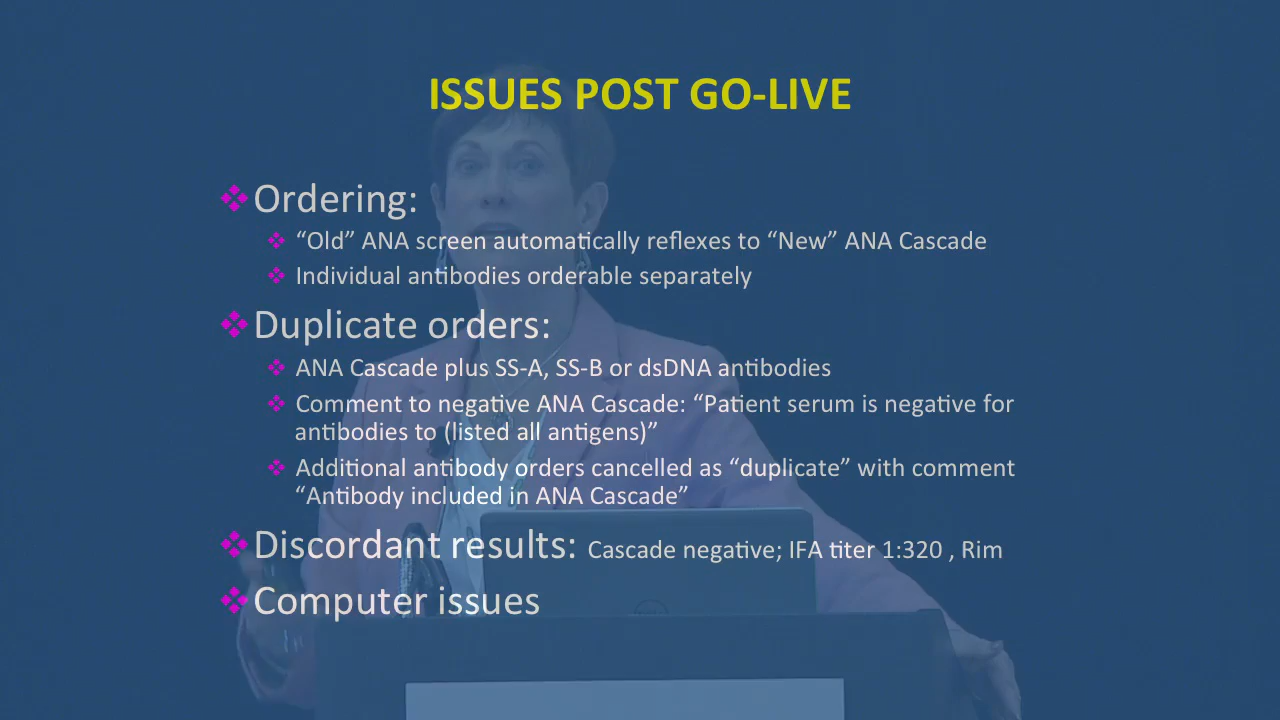 ISSUES POST GO-LIVE
❖Ordering:
❖ “Old” ANA screen automatically reflexes to “New” ANA Cascade
❖ Individual antibodies orderable separately
❖Duplicate orders:
❖ ANA Cascade plus SS-A, SS-B or dsDNA antibodies
❖ Comment to negative ANA Cascade: “Patient serum is negative for
antibodies to (listed all antigens)”
❖ Additional antibody orders cancelled as “duplicate” with comment
“Antibody included in ANA Cascade”
❖Discordant results: Cascade negative; IFA titer 1:320 , Rim
❖Computer issues